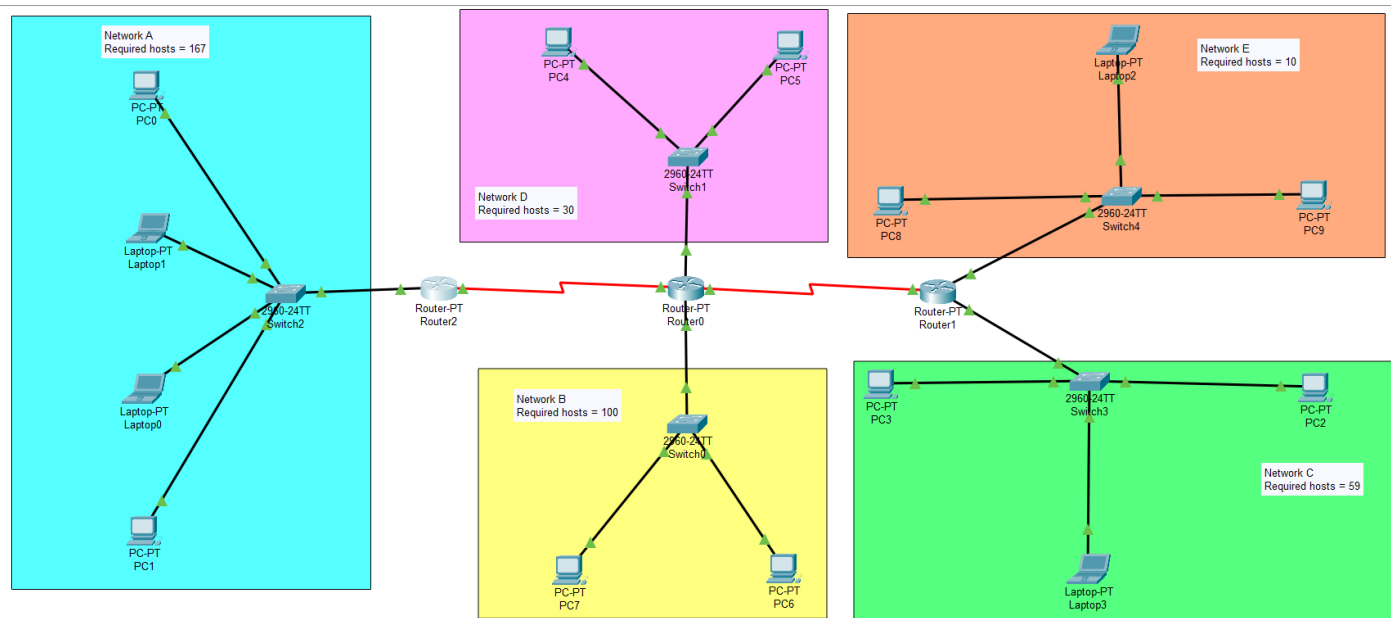 Network A
Required hosts = 167
PC-PT
PC0
Laptop-PT
Laptop1
2960-24TT
Switch2
Laptop-PT
Laptop0
PC-PT
PC1
Router-PT
Router2
PC-PT
PC4
PC-PT
PC5
2960-24TT
Switch1
Network D
Required hosts = 30
Router-PT
Router0
Network B
Required hosts = 100
2960-24TT
Switch0
PC-PT
PC7
PC-PT
PC6
Laptop-PT
Laptop2
Network E
Required hosts = 10
PC-PT
PC8
2960-24TT
Switch4
PC-PT
PC9
Router-PT
Router1
PC-PT
PC3
2960-24TT
Switch3
PC-PT
PC2
Network C
Required hosts = 59
Laptop-PT
Laptop3